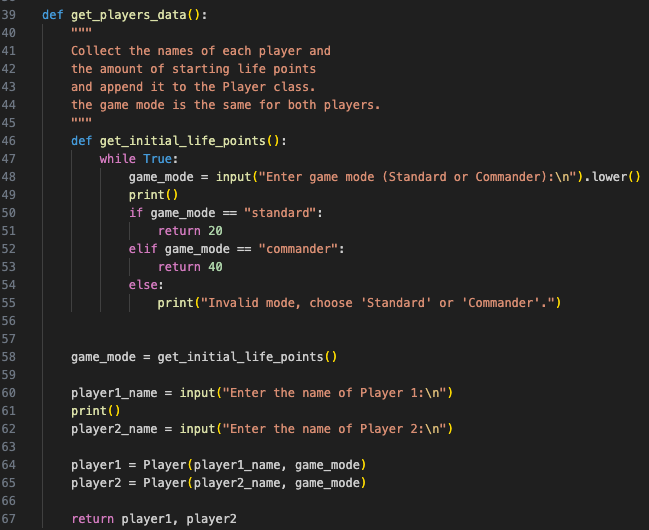 39 def get_players_data():
40 """
41 Collect the names of each player and
42 the amount of starting life points
43 and append it to the Player class.
44 the game mode is the same for both players.
45 """
46 def get_initial_life_points():
47 while True:
48 game_mode = input("Enter game mode (Standard or Commander):\n").lower()
49 print()
50 if game_mode == "standard":
51 return 20
52 elif game_mode == "commander":
53 return 40
54 else:
55 print("Invalid mode, choose 'Standard' or 'Commander'.")
56
57
58 game_mode = get_initial_life_points()
59
60 player1_name = input("Enter the name of Player 1:\n")
61 print()
62 player2_name = input("Enter the name of Player 2:\n")
63
64 player1 = Player(player1_name, game_mode)
65 player2 = Player(player2_name, game_mode)
66
67 return player1, player2